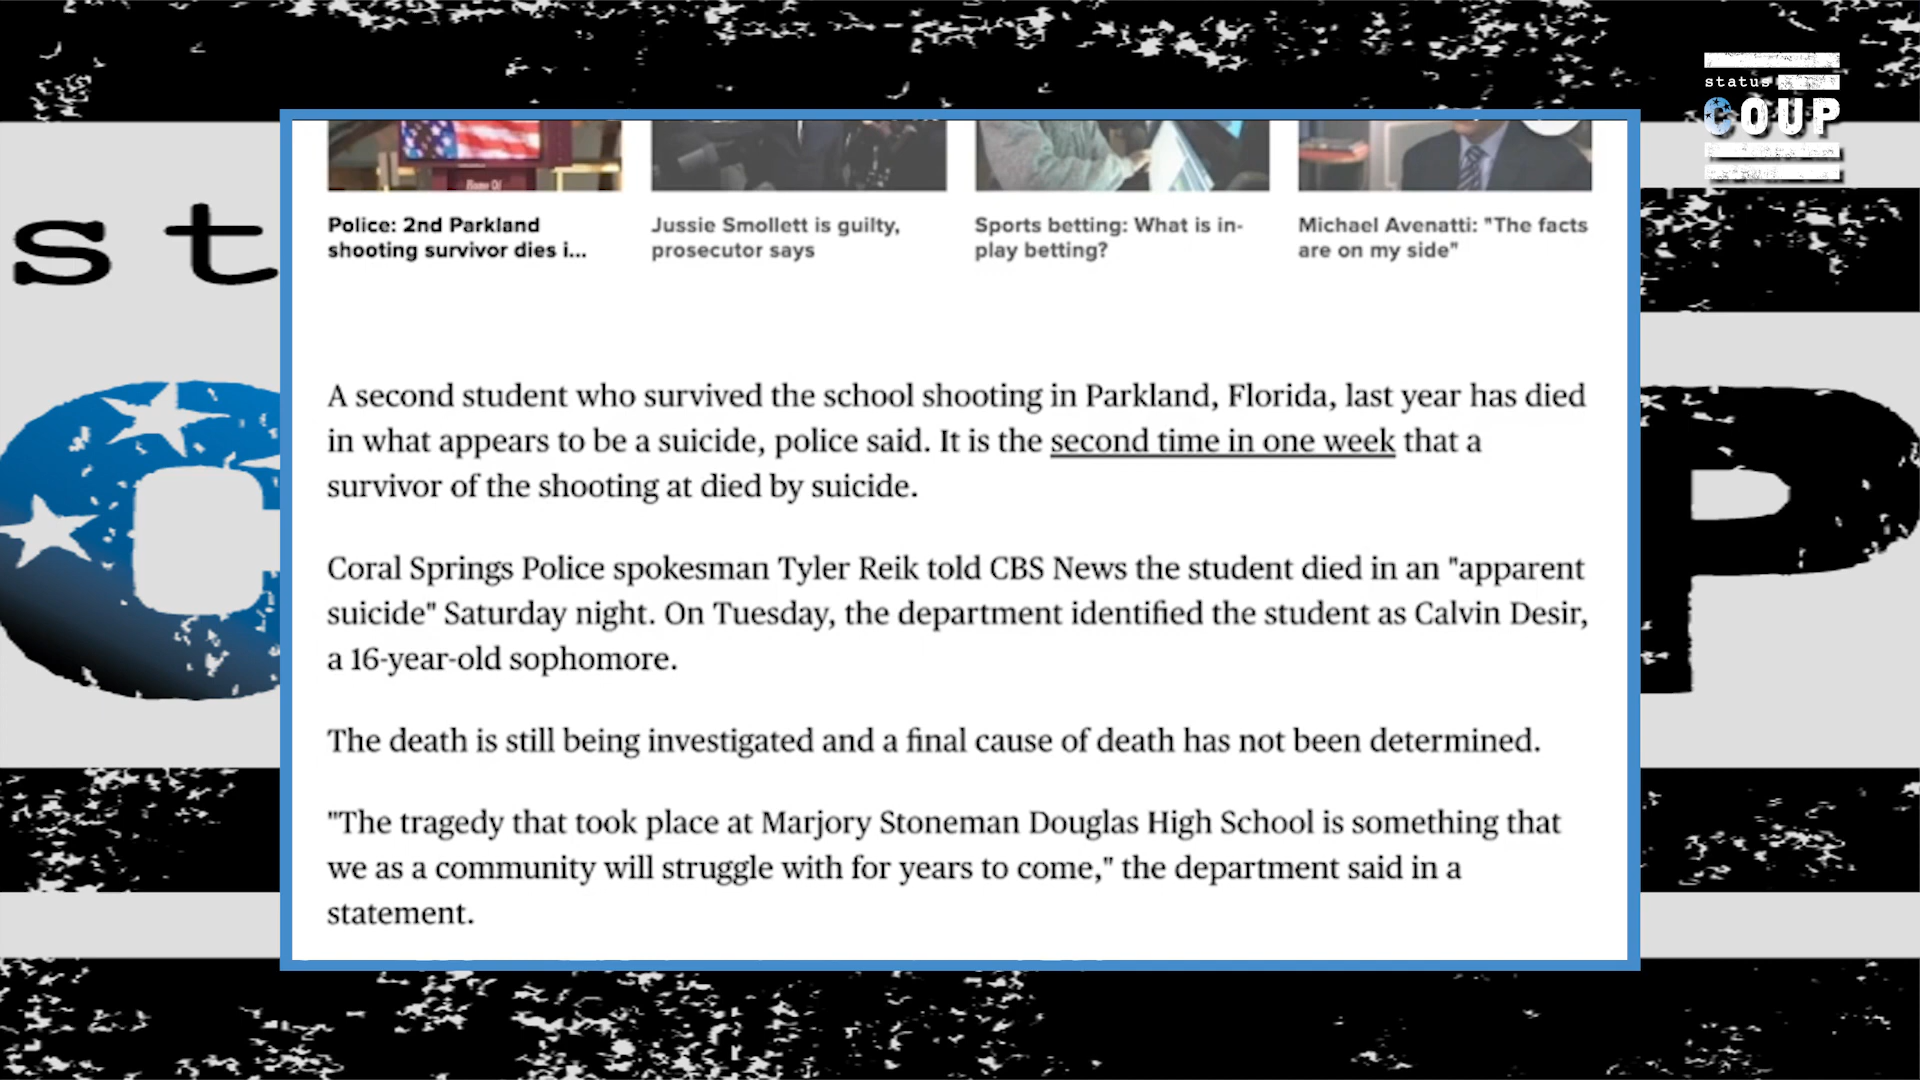 status
COUP
st
C
P
Home Of
Police: 2nd Parkland
shooting survivor dies i...
Jussie Smollett is guilty,
prosecutor says
Sports betting: What is in-
play betting?
Michael Avenatti: "The facts
are on my side"
A second student who survived the school shooting in Parkland, Florida, last year has died
in what appears to be a suicide, police said. It is the second time in one week that a
survivor of the shooting at died by suicide.
Coral Springs Police spokesman Tyler Reik told CBS News the student died in an "apparent
suicide" Saturday night. On Tuesday, the department identified the student as Calvin Desir,
a 16-year-old sophomore.
The death is still being investigated and a final cause of death has not been determined.
"The tragedy that took place at Marjory Stoneman Douglas High School is something that
we as a community will struggle with for years to come," the department said in a
statement.